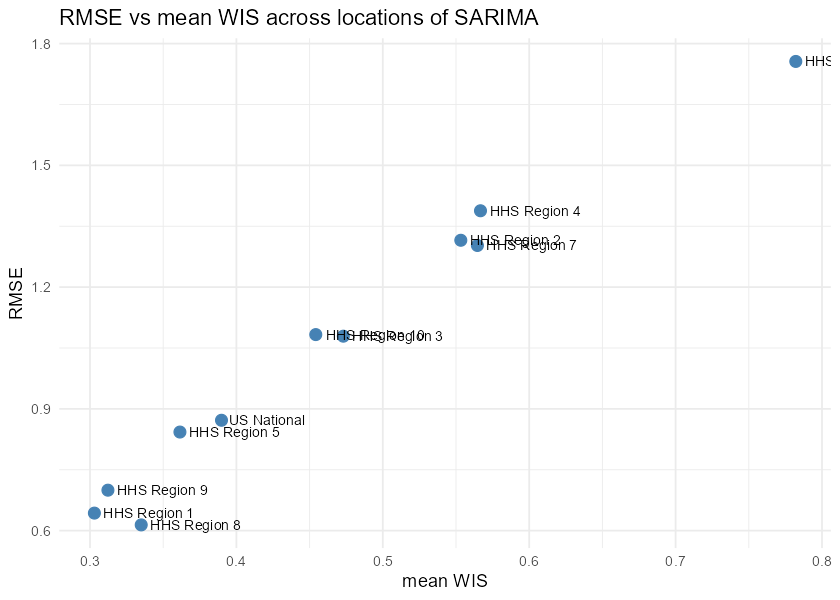 RMSE vs mean WIS across locations of SARIMA
1.8
HHS
1.5
HHS Region 4
HHS Region 2
HHS Region 7
1.2
HHS Region 10
HHS Region 3
0.9
US National
HHS Region 5
HHS Region 9
HHS Region 1
HHS Region 8
0.6
RMSE
0.3 0.4 0.5 0.6 0.7 0.8
mean WIS